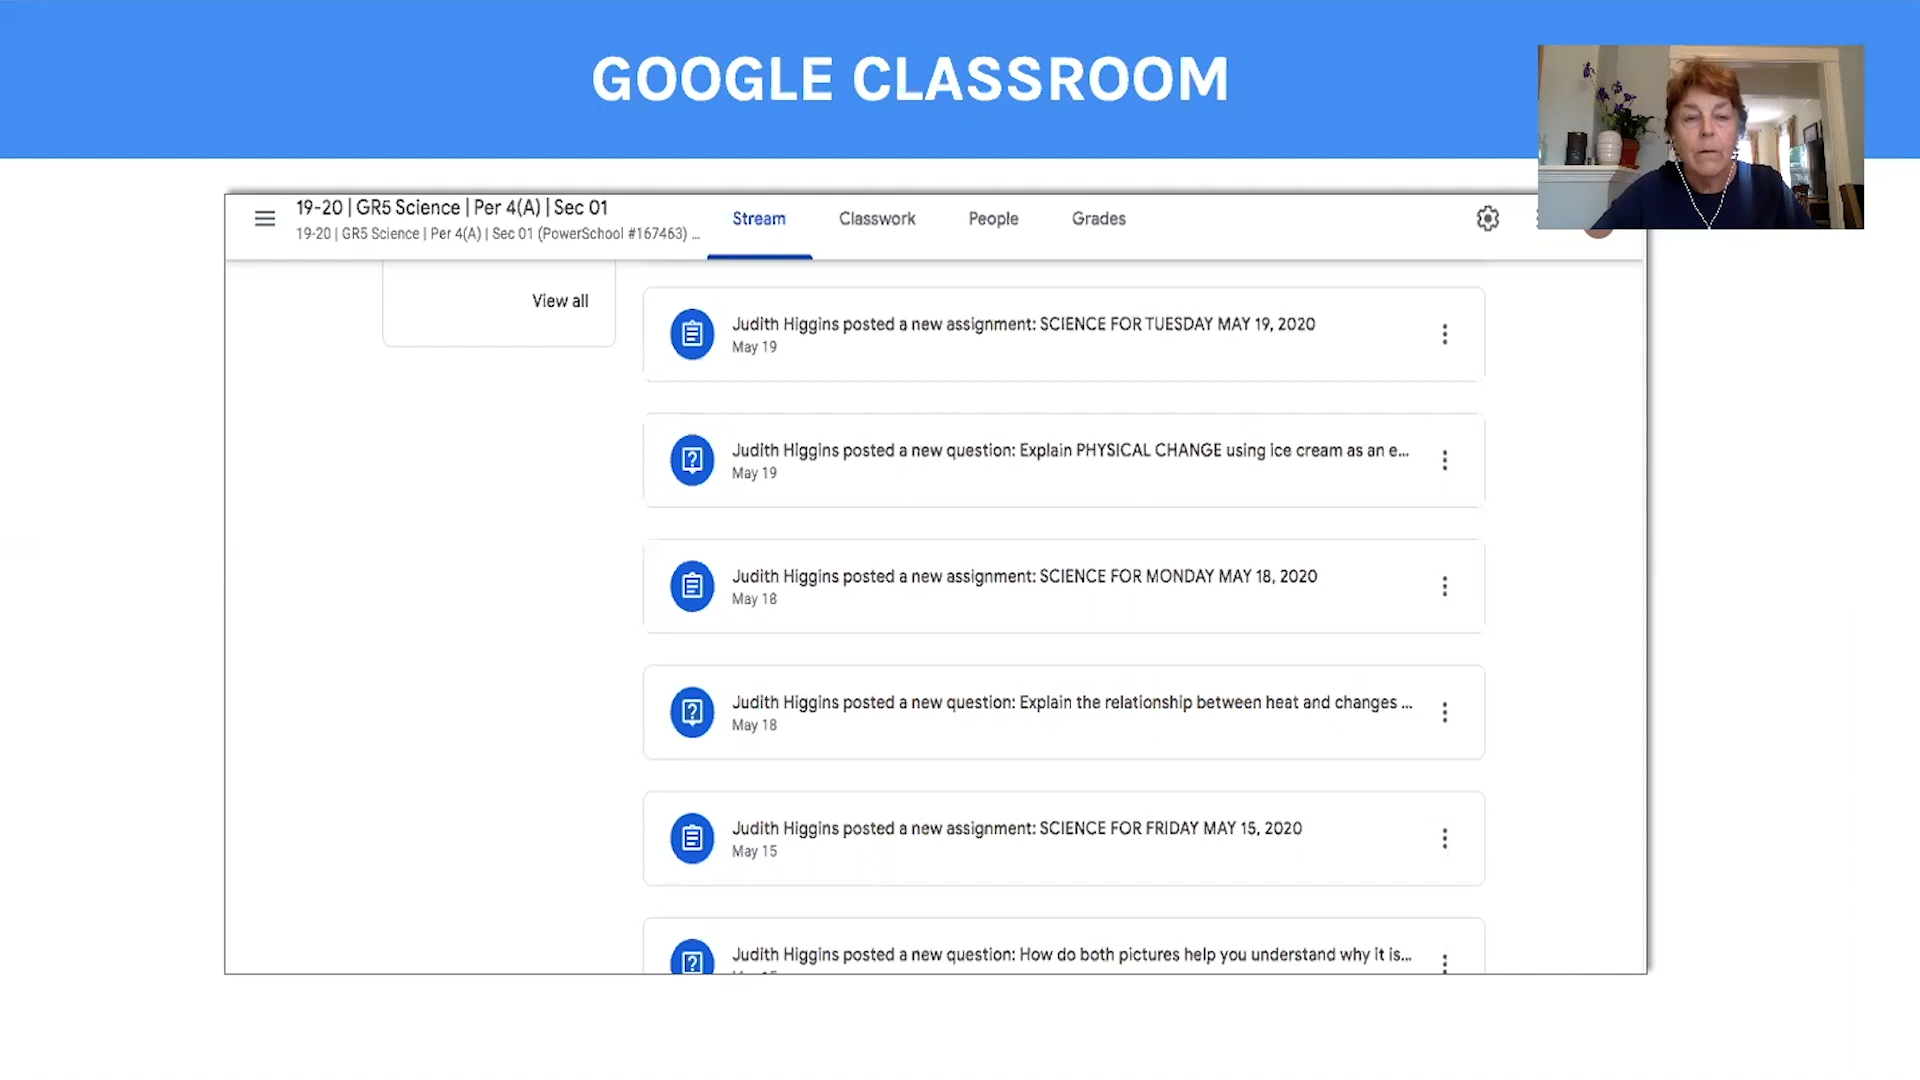 GOOGLE CLASSROOM
19-20 | GR5 Science | Per 4(A) | Sec 01
19-20 | GR5 Science | Per 4(A) | Sec 01 (PowerSchool #167463) ...
Stream
Classwork
People
Grades
View all
Judith Higgins posted a new assignment: SCIENCE FOR TUESDAY MAY 19, 2020
May 19
Judith Higgins posted a new question: Explain PHYSICAL CHANGE using ice cream as an e...
May 19
Judith Higgins posted a new assignment: SCIENCE FOR MONDAY MAY 18, 2020
May 18
Judith Higgins posted a new question: Explain the relationship between heat and changes ...
May 18
Judith Higgins posted a new assignment: SCIENCE FOR FRIDAY MAY 15, 2020
May 15
Judith Higgins posted a new question: How do both pictures help you understand why it is...